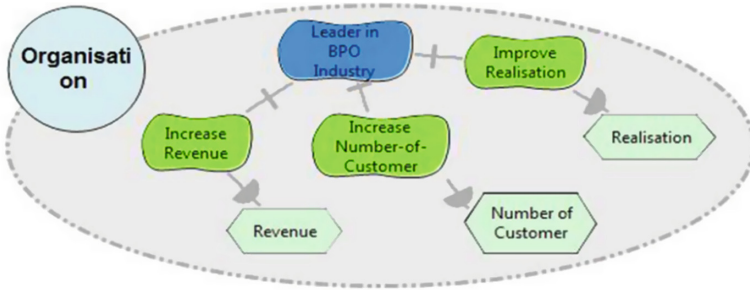 Organisati
on
Leader in
BPO
Industry
Improve
Realisation
Increase
Revenue
Increase
Number-of-
Customer
Realisation
Revenue
Number of
Customer